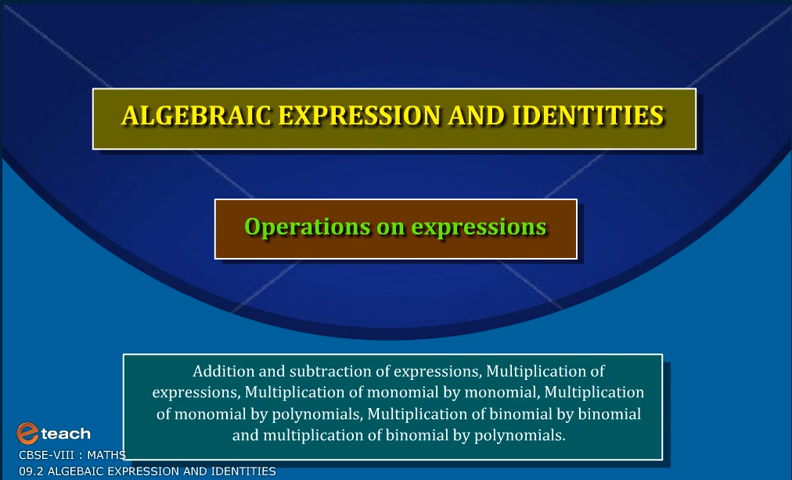 ALGEBRAIC EXPRESSION AND IDENTITIES
Operations on expressions
Addition and subtraction of expressions, Multiplication of
expressions, Multiplication of monomial by monomial, Multiplication
of monomial by polynomials, Multiplication of binomial by binomial
and multiplication of binomial by polynomials.
e teach
CBSE-VIII : MATHS
09.2 ALGEBAIC EXPRESSION AND IDENTITIES